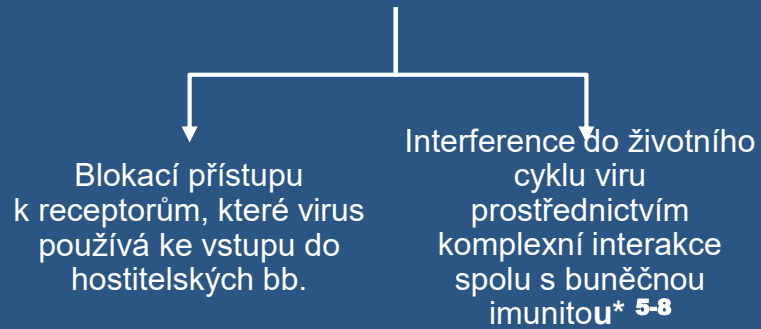 Blokací přístupu
k receptorům, které virus
používá ke vstupu do
hostitelských bb.
Interference do životního
cyklu viru
prostřednictvím
komplexní interakce
spolu s buněčnou
imunitou* 5-8